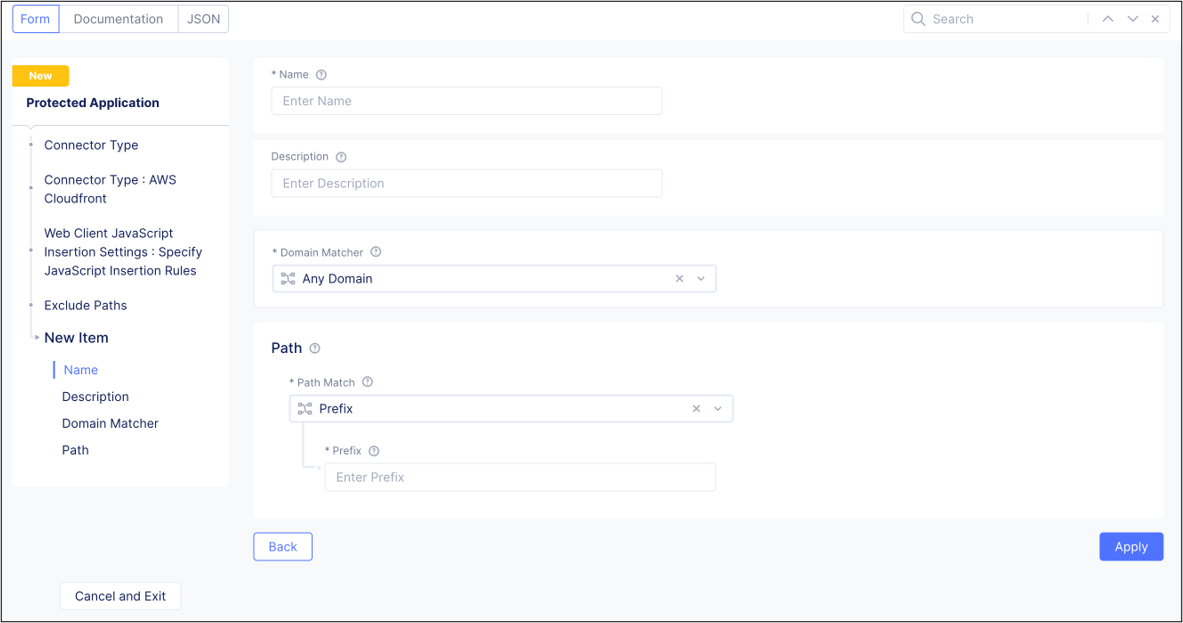 Form Documentation JSON
Search
New
Protected Application
Connector Type
Connector Type : AWS
Cloudfront
Web Client JavaScript
Insertion Settings : Specify
JavaScript Insertion Rules
Exclude Paths
New Item
Name
Description
Domain Matcher
Path
* Name
Enter Name
Description
Enter Description
* Domain Matcher
Any Domain
Path
* Path Match
Prefix
* Prefix
Enter Prefix
Back
Apply
Cancel and Exit